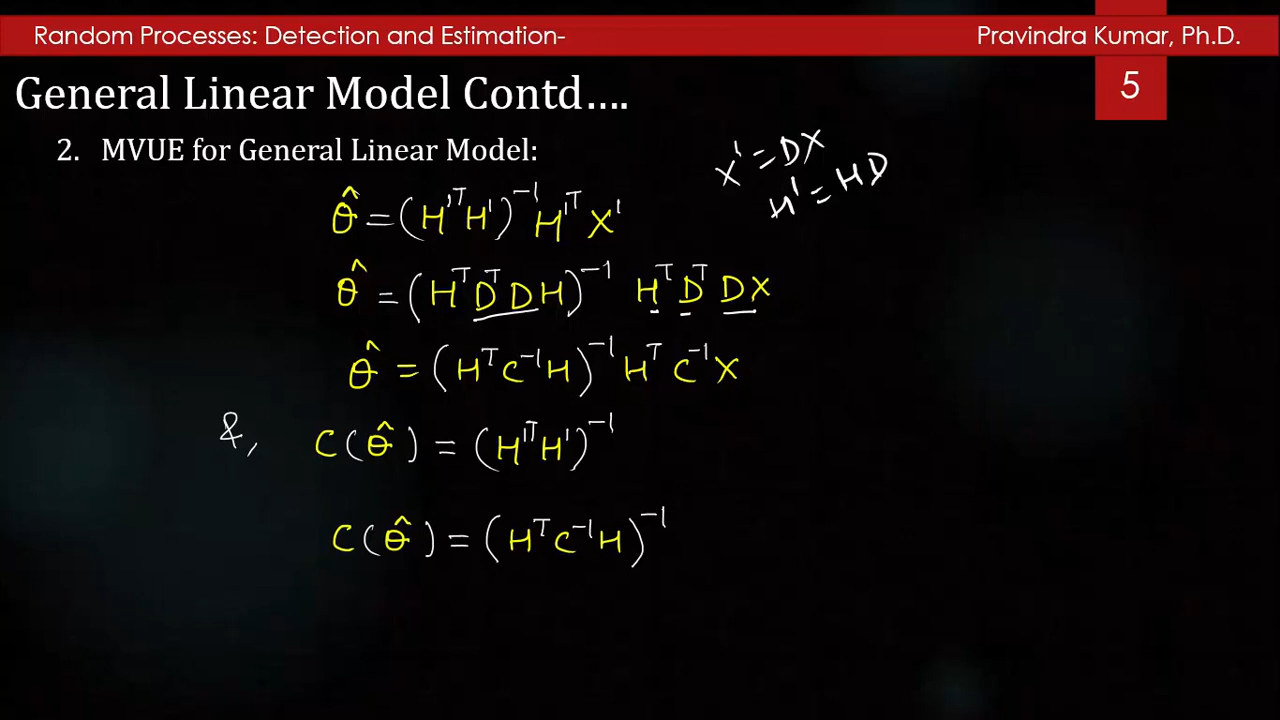 Random Processes: Detection and Estimation- Pravindra Kumar, Ph.D.
General Linear Model Contd.... 5
2. MVUE for General Linear Model:
X' = DX
H' = HD
θ̂ = (H'ᵀH')⁻¹ H'ᵀ X'
θ̂ = (HᵀDᵀDH)⁻¹ HᵀDᵀDX
θ̂ = (HᵀC⁻¹H)⁻¹ HᵀC⁻¹X
&, C(θ̂) = (H'ᵀH')⁻¹
C(θ̂) = (HᵀC⁻¹H)⁻¹